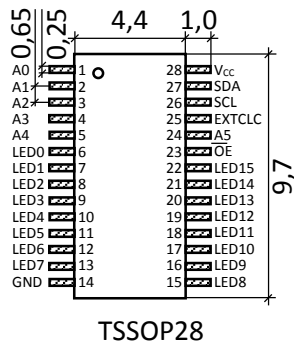 0,65
0,25
4,4
1,0
A0 1 28 Vcc
A1 2 27 SDA
A2 3 26 SCL
A3 4 25 EXTCLC
A4 5 24 A5
LED0 6 23 OE
LED1 7 22 LED15
LED2 8 21 LED14
LED3 9 20 LED13
LED4 10 19 LED12
LED5 11 18 LED11
LED6 12 17 LED10
LED7 13 16 LED9
GND 14 15 LED8
9,7
TSSOP28